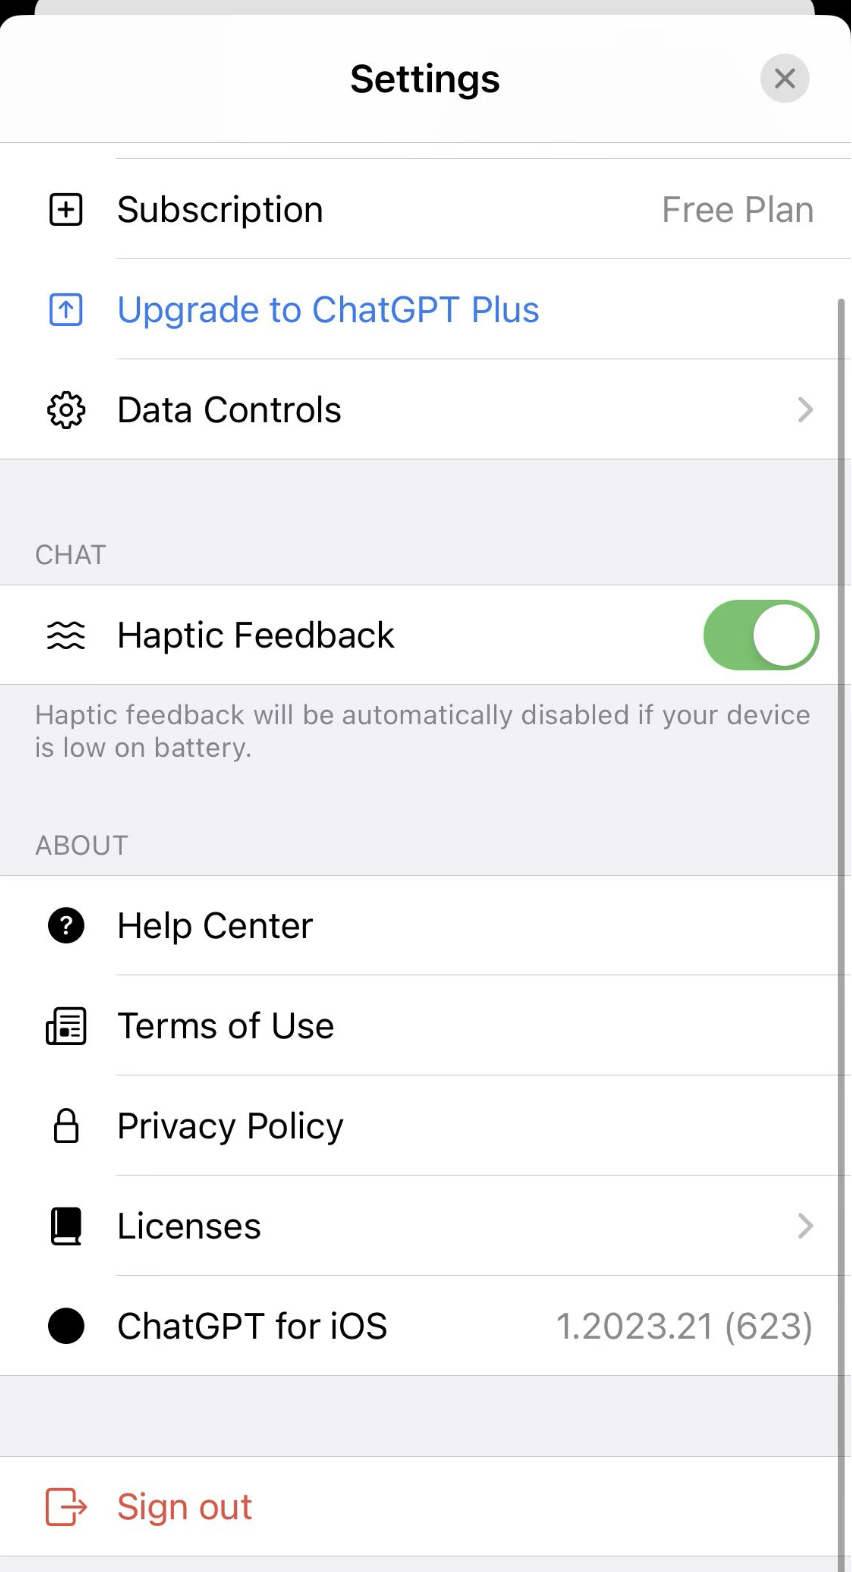 Settings
Subscription Free Plan
Upgrade to ChatGPT Plus
Data Controls
CHAT
Haptic Feedback
Haptic feedback will be automatically disabled if your device
is low on battery.
ABOUT
Help Center
Terms of Use
Privacy Policy
Licenses
ChatGPT for iOS 1.2023.21 (623)
Sign out